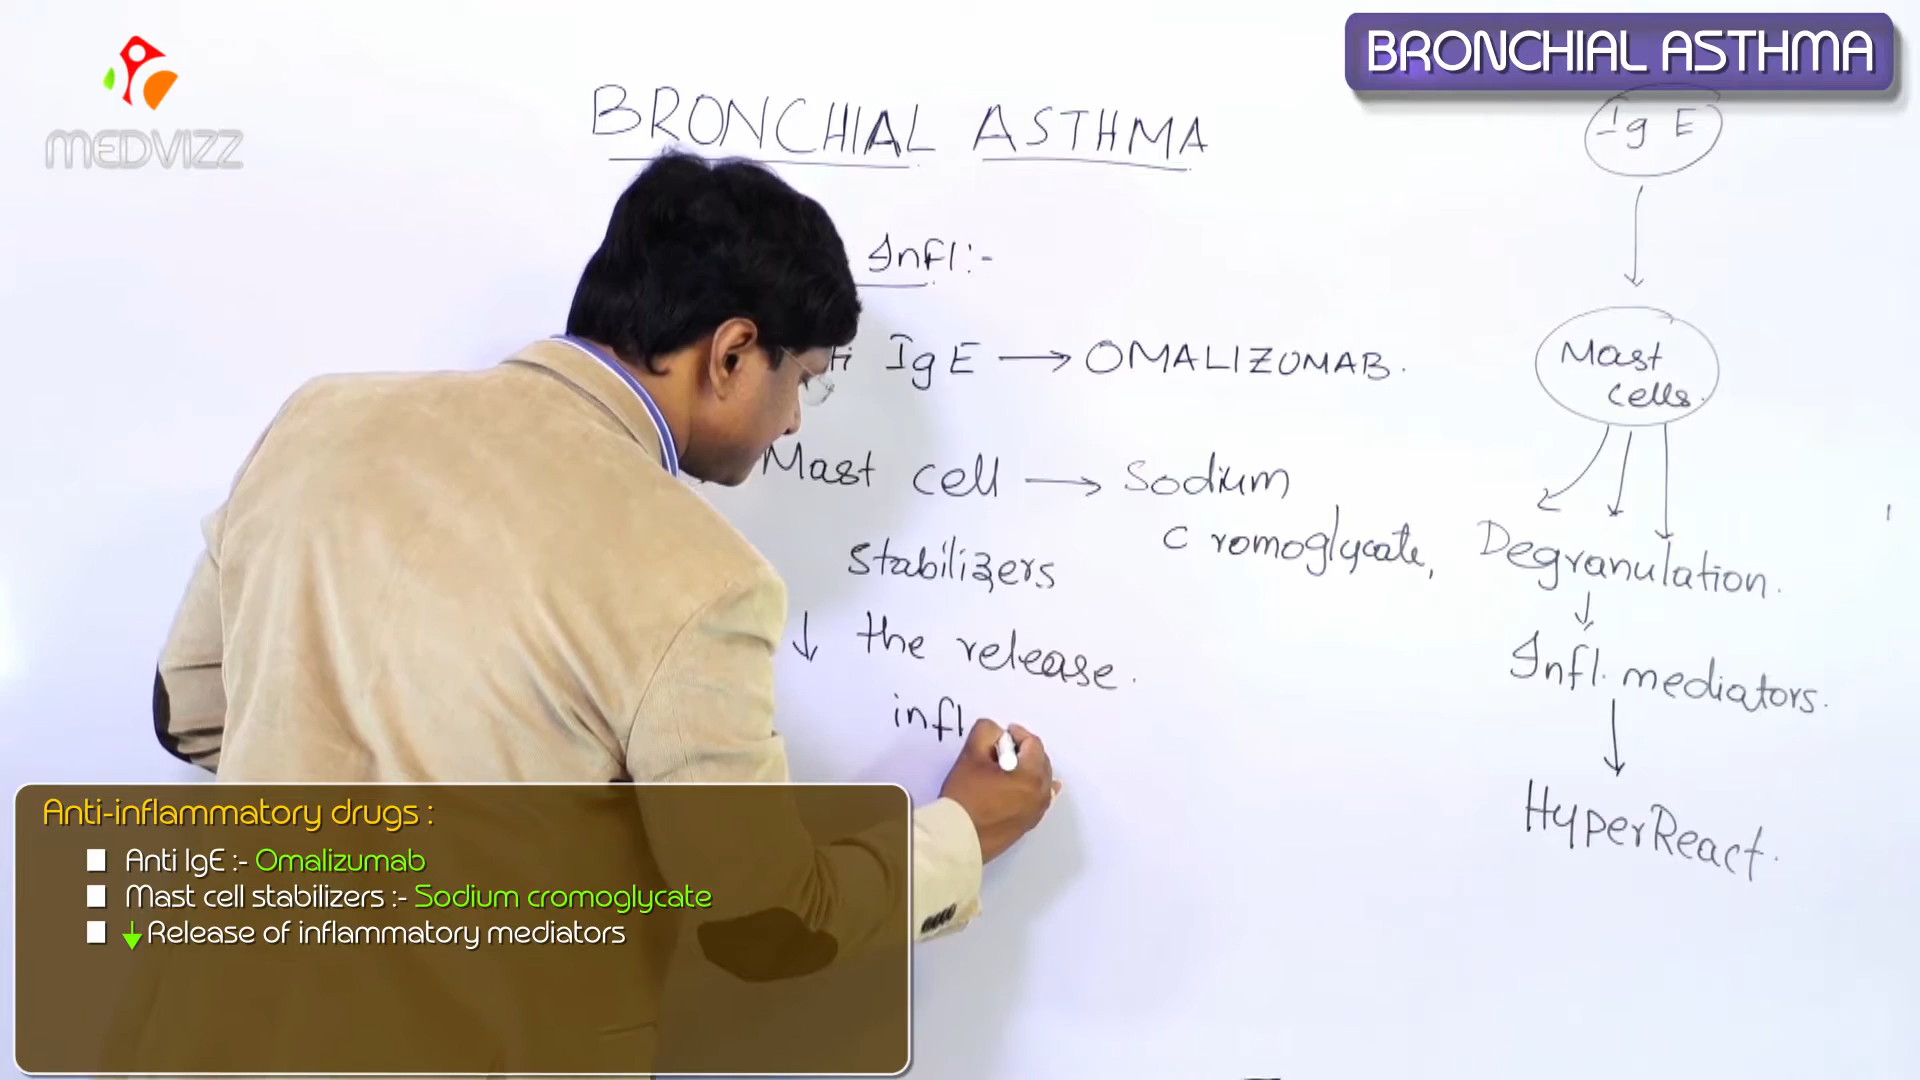 BRONCHIAL ASTHMA
MEDVIZZ
BRONCHIAL ASTHMA
Ig E
Infl:-
IgE → OMALIZUMAB.
Mast cells.
Mast cell → Sodium
Cromoglycate,
Stabilizers
↓ the release.
infl
Degranulation.
↓
Infl. mediators.
↓
HyperReact.
Anti-inflammatory drugs :
Anti IgE :- Omalizumab
Mast cell stabilizers :- Sodium cromoglycate
↓ Release of inflammatory mediators